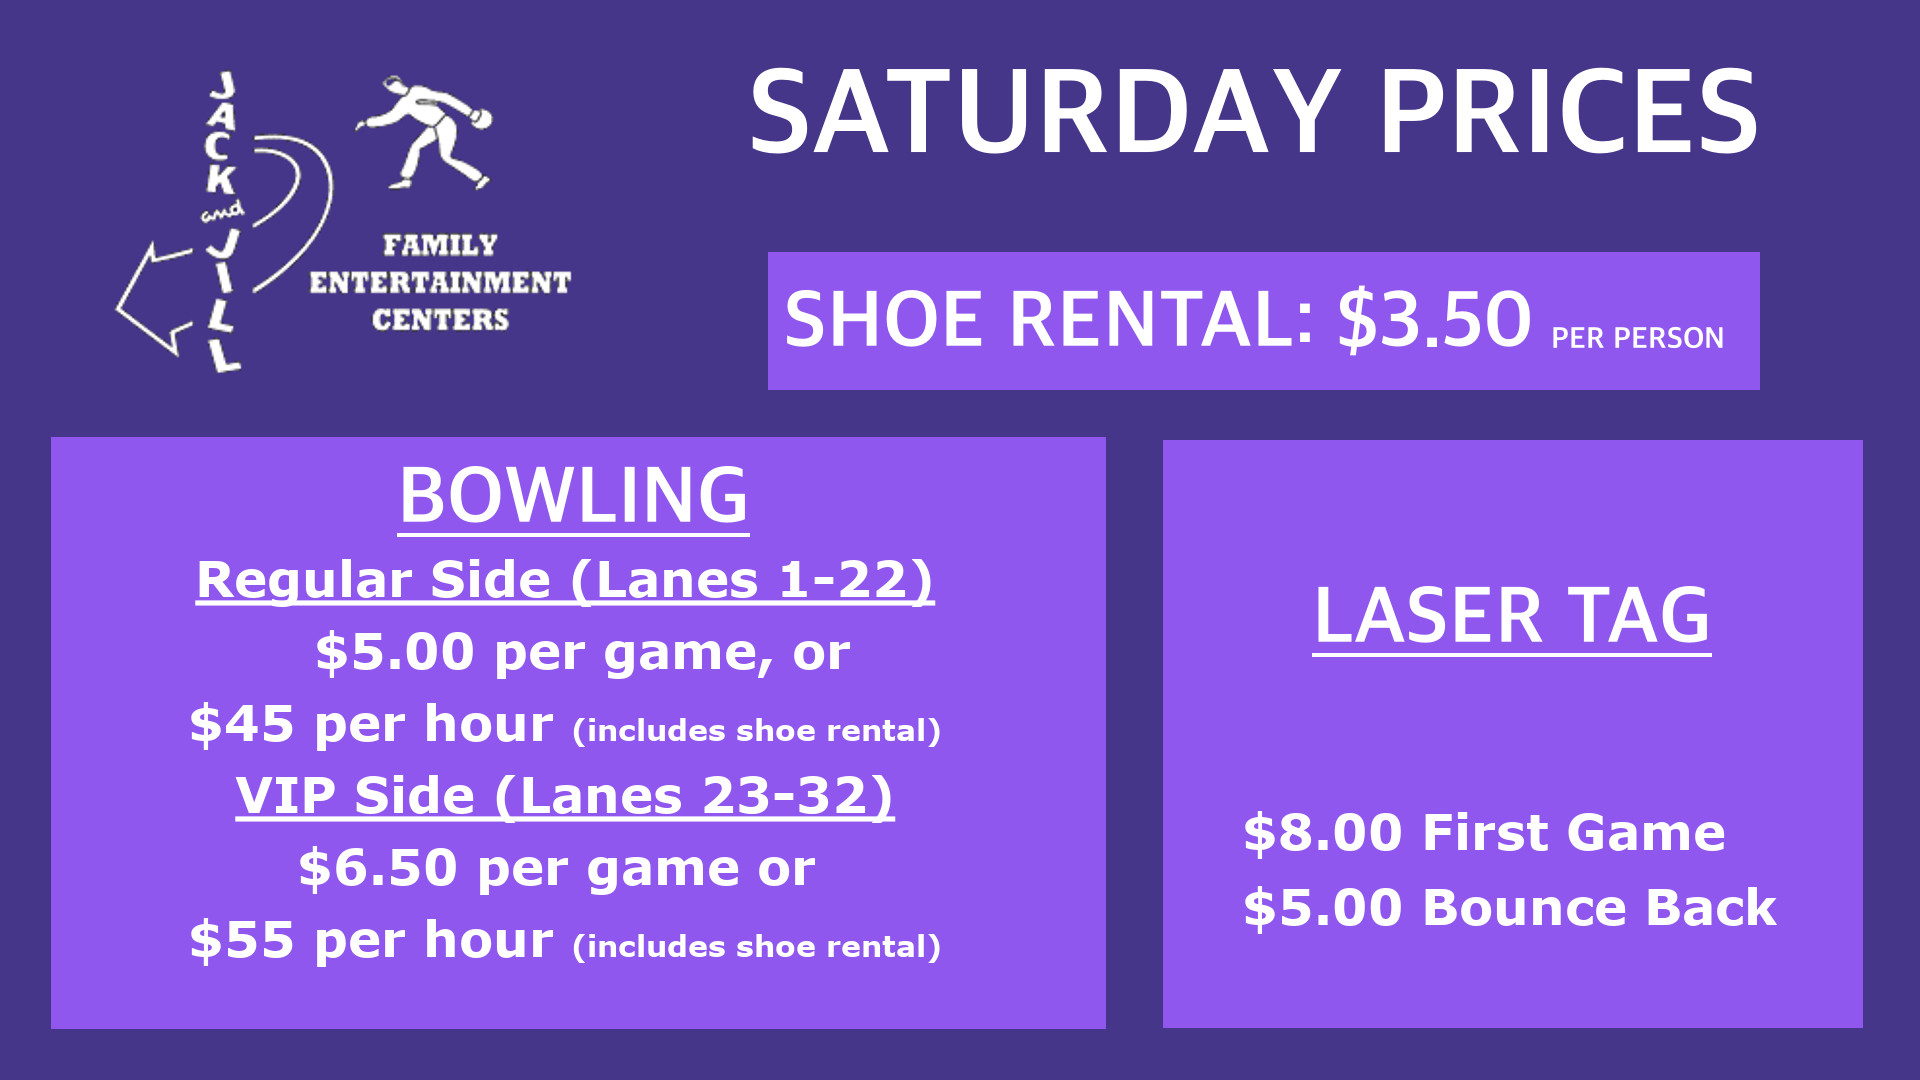 JACK and JILL
FAMILY
ENTERTAINMENT
CENTERS
SATURDAY PRICES
SHOE RENTAL: $3.50 PER PERSON
BOWLING
Regular Side (Lanes 1-22)
$5.00 per game, or
$45 per hour (includes shoe rental)
VIP Side (Lanes 23-32)
$6.50 per game or
$55 per hour (includes shoe rental)
LASER TAG
$8.00 First Game
$5.00 Bounce Back